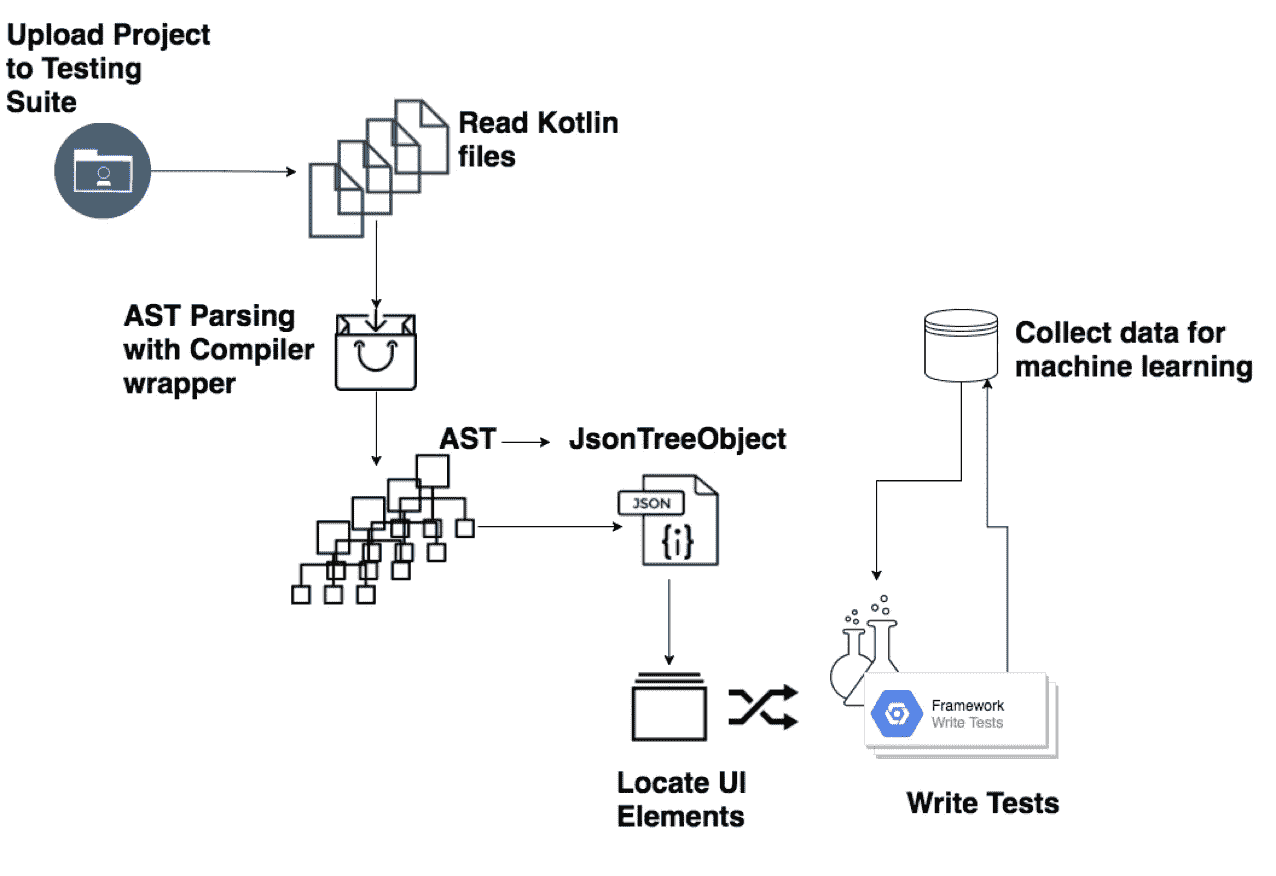 Upload Project
to Testing
Suite
Read Kotlin
files
AST Parsing
with Compiler
wrapper
AST
JsonTreeObject
JSON
{i}
Collect data for
machine learning
Framework
Write Tests
Locate UI
Elements
Write Tests